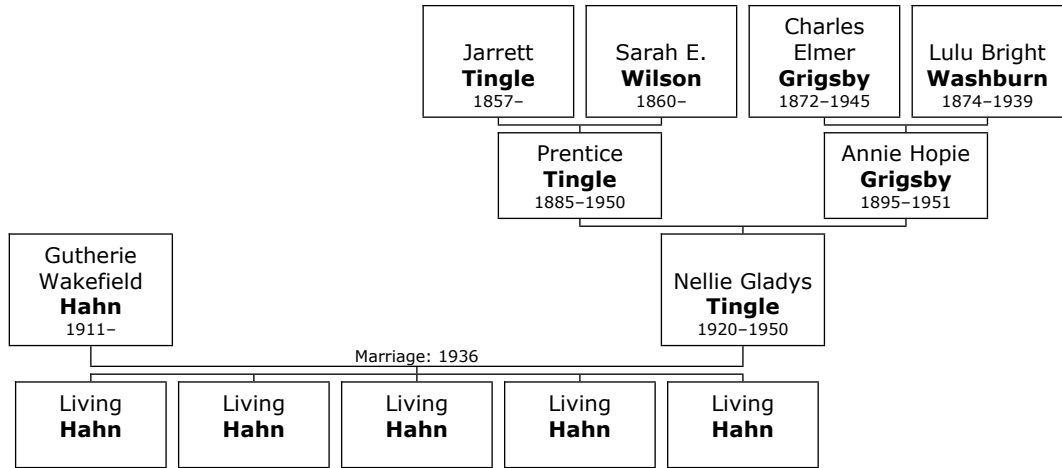 Jarrett
Tingle
1857–
Sarah E.
Wilson
1860–
Charles
Elmer
Grigsby
1872–1945
Lulu Bright
Washburn
1874–1939
Prentice
Tingle
1885–1950
Annie Hopie
Grigsby
1895–1951
Gutherie
Wakefield
Hahn
1911–
Nellie Gladys
Tingle
1920–1950
Marriage: 1936
Living
Hahn
Living
Hahn
Living
Hahn
Living
Hahn
Living
Hahn